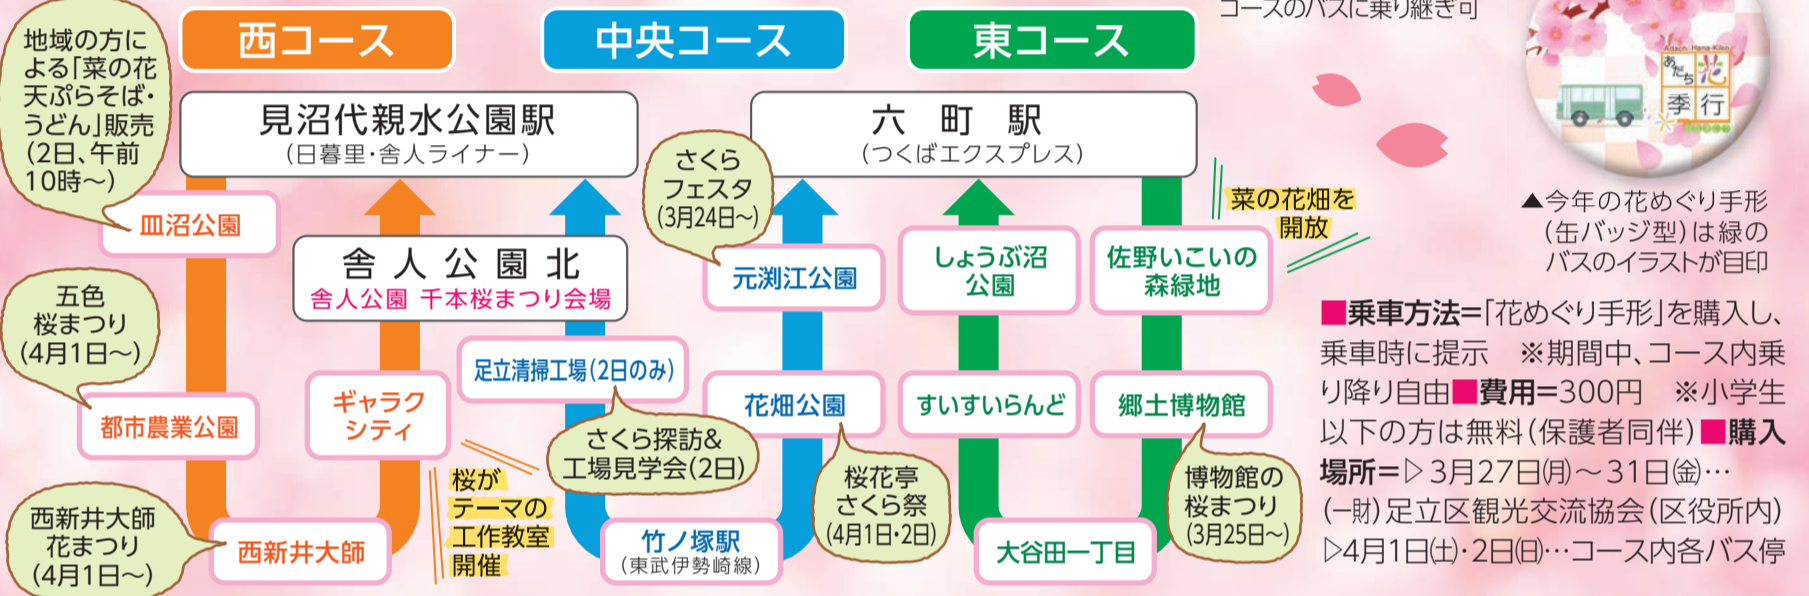 コースのバスに乗り継ぎ可
西コース
中央コース
東コース
地域の方に
よる「菜の花
天ぷらそば・
うどん」販売
(2日、午前
10時〜)
見沼代親水公園駅
(日暮里・舎人ライナー)
六町駅
(つくばエクスプレス)
皿沼公園
舎人公園北
舎人公園 千本桜まつり会場
さくら
フェスタ
(3月24日〜)
元渕江公園
しょうぶ沼
公園
佐野いこいの
森緑地
菜の花畑を
開放
五色
桜まつり
(4月1日〜)
都市農業公園
ギャラク
シティ
足立清掃工場(2日のみ)
さくら探訪&
工場見学会(2日)
花畑公園
すいすいらんど
郷土博物館
西新井大師
花まつり
(4月1日〜)
西新井大師
桜が
テーマの
工作教室
開催
竹ノ塚駅
(東武伊勢崎線)
桜花亭
さくら祭
(4月1日・2日)
大谷田一丁目
博物館の
桜まつり
(3月25日〜)
Adachi Hana-Kiko
あだち
花
季行
▲今年の花めぐり手形
(缶バッジ型)は緑の
バスのイラストが目印
■乗車方法=「花めぐり手形」を購入し、
乗車時に提示 ※期間中、コース内乗
り降り自由■費用=300円 ※小学生
以下の方は無料(保護者同伴)■購入
場所=▷3月27日㈪〜31日㈮…
(一財)足立区観光交流協会(区役所内)
▷4月1日㈯・2日㈰…コース内各バス停